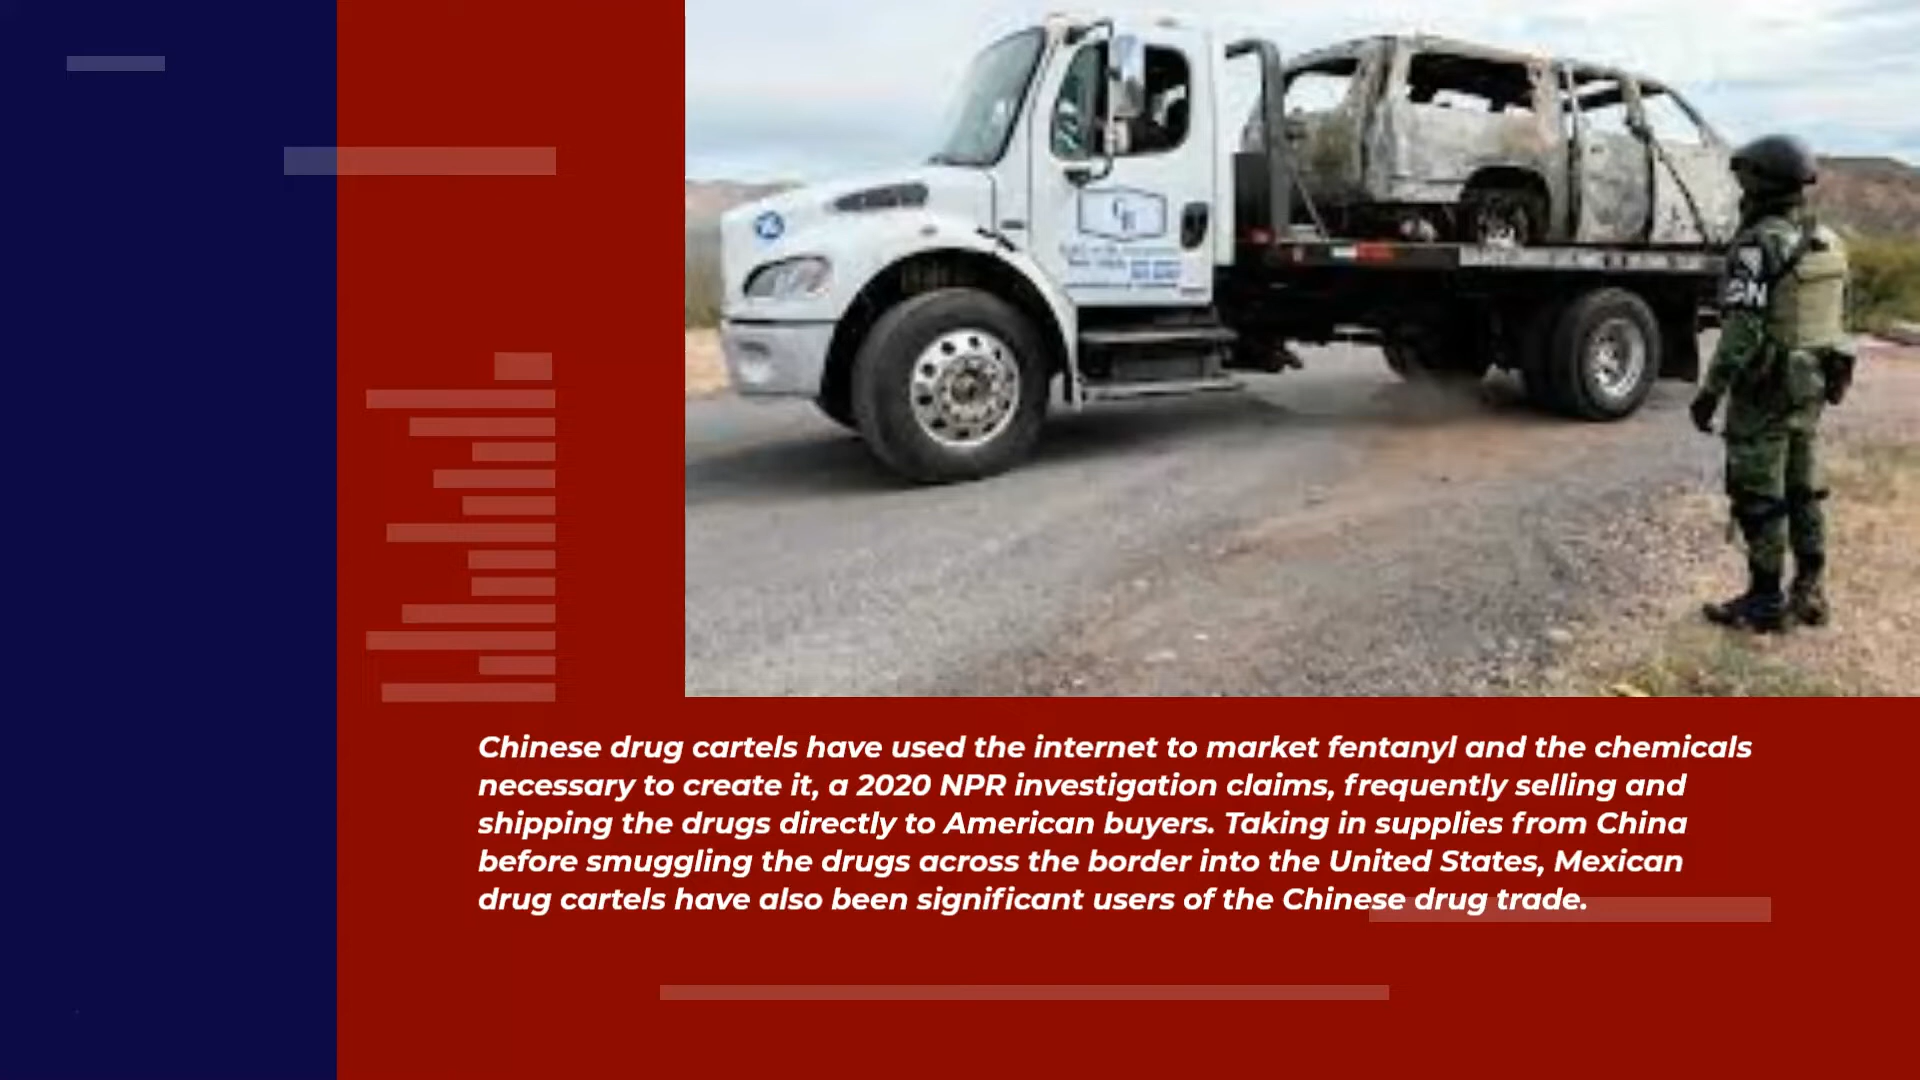 GN
Chinese drug cartels have used the internet to market fentanyl and the chemicals
necessary to create it, a 2020 NPR investigation claims, frequently selling and
shipping the drugs directly to American buyers. Taking in supplies from China
before smuggling the drugs across the border into the United States, Mexican
drug cartels have also been significant users of the Chinese drug trade.